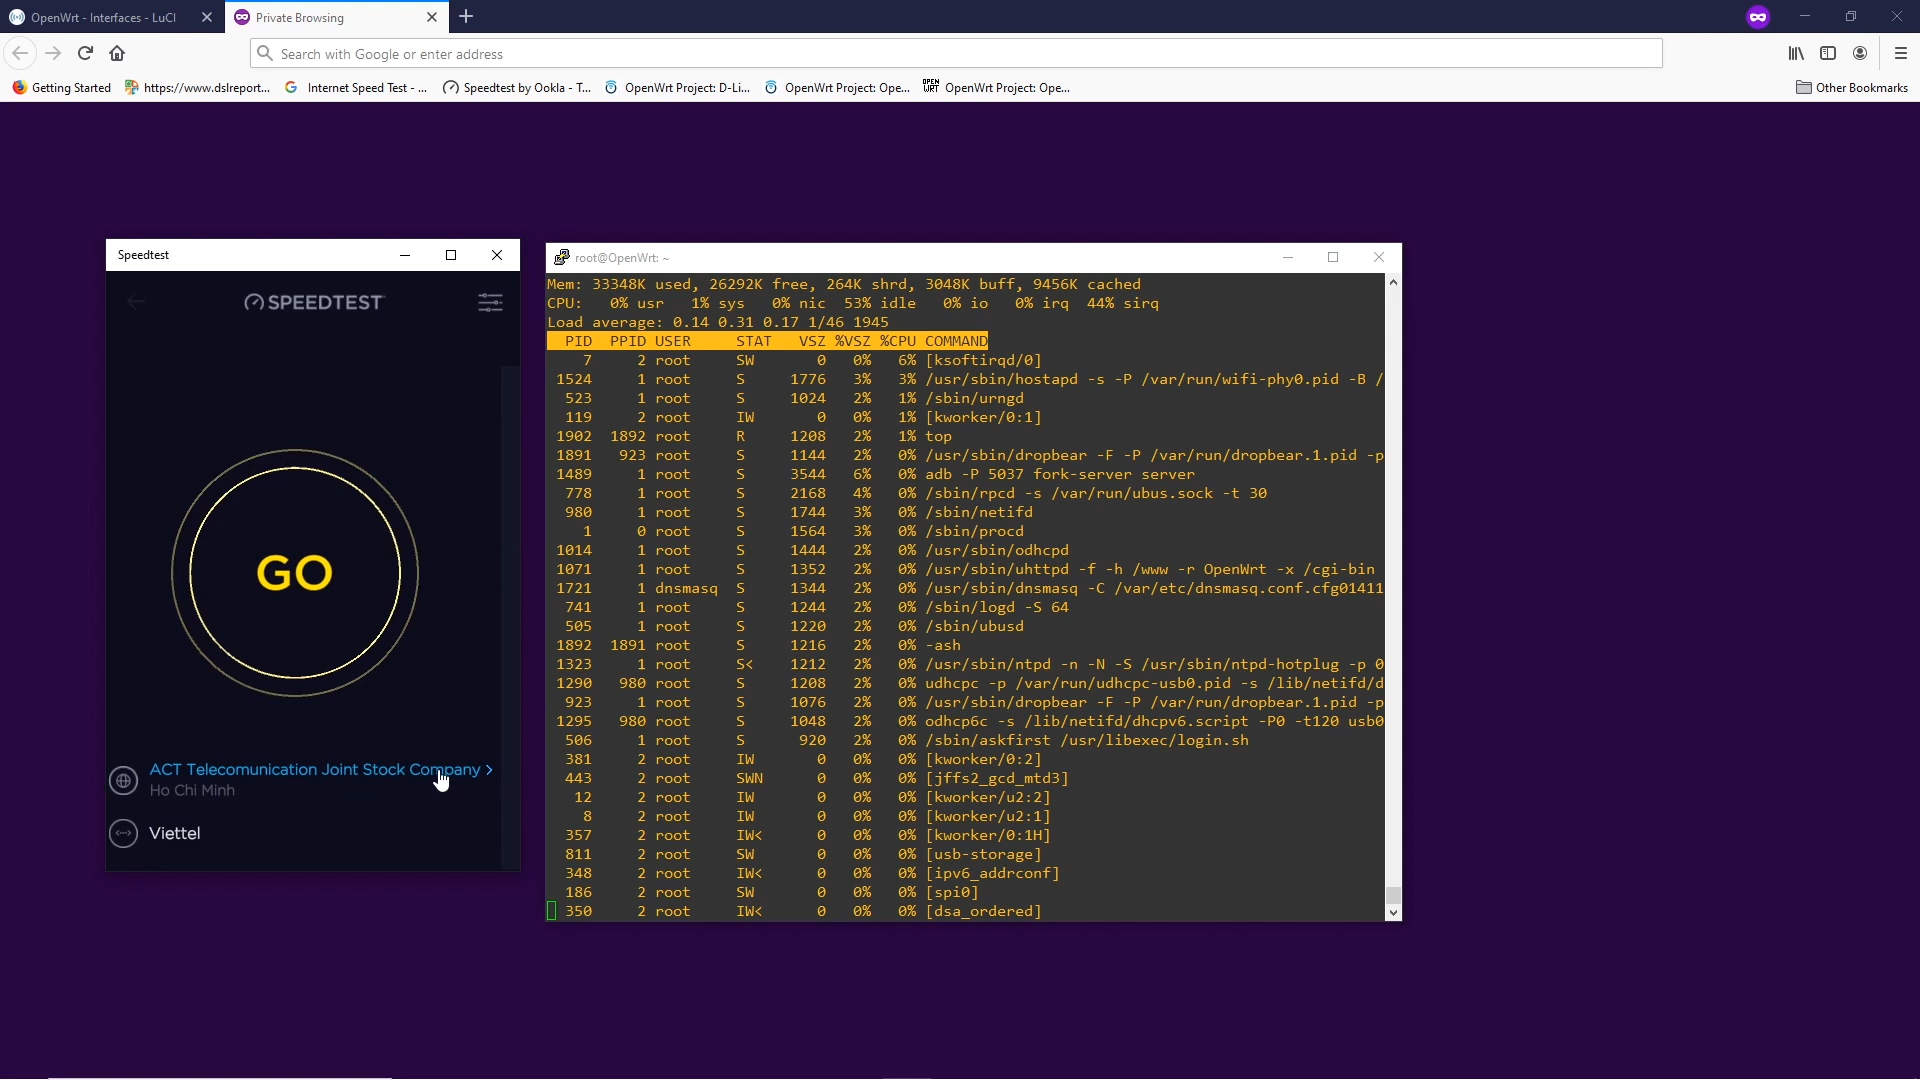 OpenWrt - Interfaces - LuCI
Private Browsing
Search with Google or enter address
Getting Started
https://www.dslreport...
Internet Speed Test - ...
Speedtest by Ookla - T...
OpenWrt Project: D-Li...
OpenWrt Project: Ope...
OPEN
WRT
OpenWrt Project: Ope...
Other Bookmarks
Speedtest
SPEEDTEST
GO
ACT Telecomunication Joint Stock Company >
Ho Chi Minh
Viettel
root@OpenWrt: ~
Mem: 33348K used, 26292K free, 264K shrd, 3048K buff, 9456K cached
CPU:   0% usr   1% sys   0% nic  53% idle   0% io   0% irq  44% sirq
Load average: 0.14 0.31 0.17 1/46 1945
PID  PPID USER     STAT   VSZ %VSZ %CPU COMMAND
7     2 root     SW       0   0%   6% [ksoftirqd/0]
1524     1 root     S     1776   3%   3% /usr/sbin/hostapd -s -P /var/run/wifi-phy0.pid -B /
523     1 root     S     1024   2%   1% /sbin/urngd
119     2 root     IW       0   0%   1% [kworker/0:1]
1902  1892 root     R     1208   2%   1% top
1891   923 root     S     1144   2%   0% /usr/sbin/dropbear -F -P /var/run/dropbear.1.pid -p
1489     1 root     S     3544   6%   0% adb -P 5037 fork-server server
778     1 root     S     2168   4%   0% /sbin/rpcd -s /var/run/ubus.sock -t 30
980     1 root     S     1744   3%   0% /sbin/netifd
1     0 root     S     1564   3%   0% /sbin/procd
1014     1 root     S     1444   2%   0% /usr/sbin/odhcpd
1071     1 root     S     1352   2%   0% /usr/sbin/uhttpd -f -h /www -r OpenWrt -x /cgi-bin
1721     1 dnsmasq  S     1344   2%   0% /usr/sbin/dnsmasq -C /var/etc/dnsmasq.conf.cfg01411
741     1 root     S     1244   2%   0% /sbin/logd -S 64
505     1 root     S     1220   2%   0% /sbin/ubusd
1892  1891 root     S     1216   2%   0% -ash
1323     1 root     S<    1212   2%   0% /usr/sbin/ntpd -n -N -S /usr/sbin/ntpd-hotplug -p 0
1290   980 root     S     1208   2%   0% udhcpc -p /var/run/udhcpc-usb0.pid -s /lib/netifd/d
923     1 root     S     1076   2%   0% /usr/sbin/dropbear -F -P /var/run/dropbear.1.pid -p
1295   980 root     S     1048   2%   0% odhcp6c -s /lib/netifd/dhcpv6.script -P0 -t120 usb0
506     1 root     S      920   2%   0% /sbin/askfirst /usr/libexec/login.sh
381     2 root     IW       0   0%   0% [kworker/0:2]
443     2 root     SWN      0   0%   0% [jffs2_gcd_mtd3]
12     2 root     IW       0   0%   0% [kworker/u2:2]
8     2 root     IW       0   0%   0% [kworker/u2:1]
357     2 root     IW<      0   0%   0% [kworker/0:1H]
811     2 root     SW       0   0%   0% [usb-storage]
348     2 root     IW<      0   0%   0% [ipv6_addrconf]
186     2 root     SW       0   0%   0% [spi0]
350     2 root     IW<      0   0%   0% [dsa_ordered]